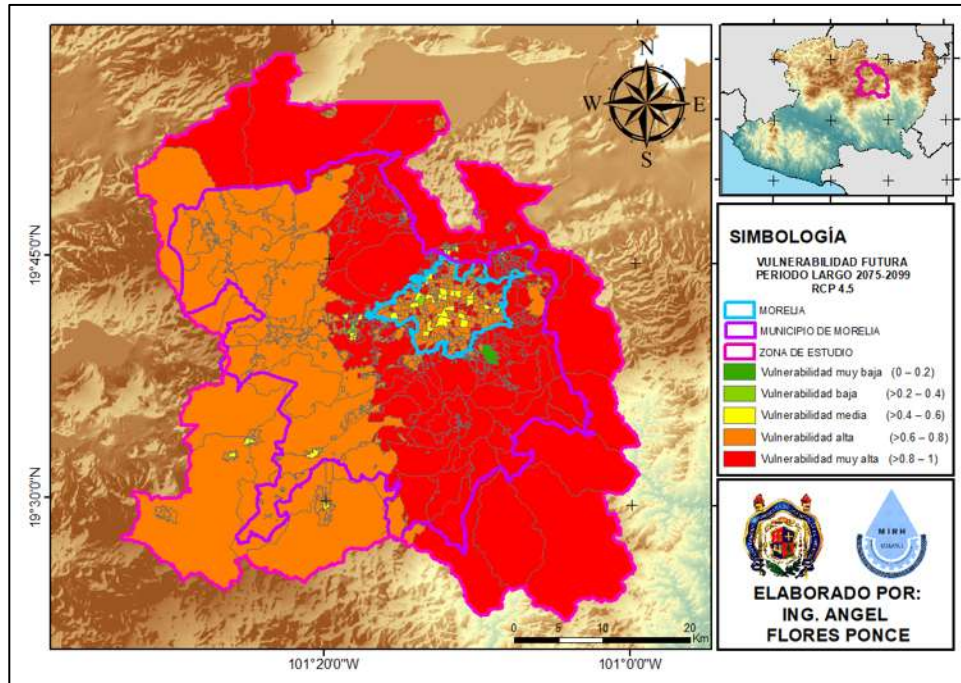 N
W
E
S
19°45'0"N
19°30'0"N
101°20'0"W
101°0'0"W
0
5
10
20
Km
SIMBOLOGÍA
VULNERABILIDAD FUTURA
PERIODO LARGO 2075-2099
RCP 4.5
MORELIA
MUNICIPIO DE MORELIA
ZONA DE ESTUDIO
Vulnerabilidad muy baja (0 – 0.2)
Vulnerabilidad baja (>0.2 – 0.4)
Vulnerabilidad media (>0.4 – 0.6)
Vulnerabilidad alta (>0.6 – 0.8)
Vulnerabilidad muy alta (>0.8 – 1)
MIRH
ELABORADO POR:
ING. ANGEL
FLORES PONCE